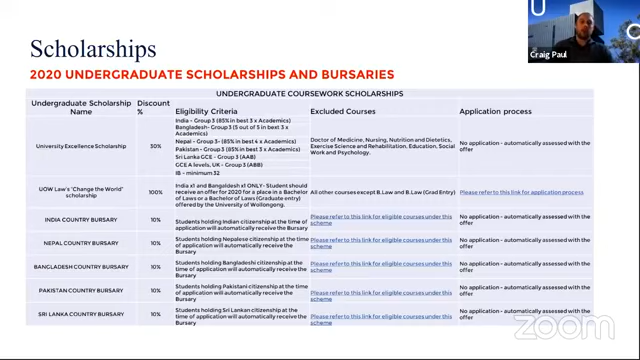 U
O
Craig Paul
Scholarships
2020 UNDERGRADUATE SCHOLARSHIPS AND BURSARIES
UNDERGRADUATE COURSEWORK SCHOLARSHIPS
Undergraduate Scholarship Name
Discount %
Eligibility Criteria
Excluded Courses
Application process
University Excellence Scholarship
30%
India - Group 3 (85% in best 3 x Academics)
Bangladesh- Group 3 (5 out of 5 in best 3 x
Academics)
Nepal - Group 3- (85% in best 4 x Academics)
Pakistan - Group 3 (85% in best 3 x Academics)
Sri Lanka GCE - Group 3 (AAB)
GCE A levels, UK - Group 3 (ABB)
IB - minimum 32
Doctor of Medicine, Nursing, Nutrition and Dietetics,
Exercise Science and Rehabilitation, Education, Social
Work and Psychology.
No application - automatically assessed with the
offer
UOW Law's "Change the World"
scholarship
100%
India x1 and Bangladesh x1 ONLY - Student should
receive an offer for 2020 for a place in a Bachelor
of Laws or a Bachelor of Laws (Graduate entry)
offered by the University of Wollongong.
All other courses except B.Law and B.Law (Grad Entry)
Please refer to this link for application process
INDIA COUNTRY BURSARY
10%
Students holding Indian citizenship at the time of
application will automatically receive the
Bursary
Please refer to this link for eligible courses under this
scheme
No application - automatically assessed with the
offer
NEPAL COUNTRY BURSARY
10%
Students holding Nepalese citizenship at the time
of application will automatically receive the
Bursary
Please refer to this link for eligible courses under this
scheme
No application - automatically assessed with the
offer
BANGLADESH COUNTRY BURSARY
10%
Students holding Bangladeshi citizenship at the
time of application will automatically receive the
Bursary
Please refer to this link for eligible courses under this
scheme
No application - automatically assessed with the
offer
PAKISTAN COUNTRY BURSARY
10%
Students holding Pakistani citizenship at the time
of application will automatically receive the
Bursary
Please refer to this link for eligible courses under this
scheme
No application - automatically assessed with the
offer
SRI LANKA COUNTRY BURSARY
10%
Students holding Sri Lankan citizenship at the
time of application will automatically receive the
Bursary
Please refer to this link for eligible courses under this
scheme
No application - automatically assessed with the
offer
zoom